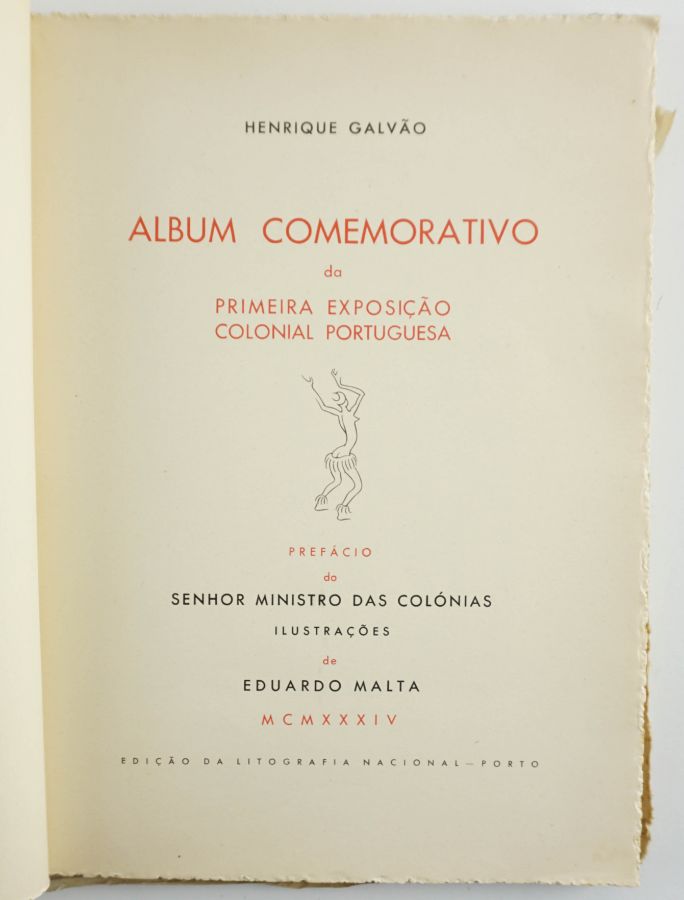 HENRIQUE GALVÃO
ALBUM COMEMORATIVO
da
PRIMEIRA EXPOSIÇÃO
COLONIAL PORTUGUESA
PREFÁCIO
do
SENHOR MINISTRO DAS COLÓNIAS
ILUSTRAÇÕES
de
EDUARDO MALTA
MCMXXXIV
EDIÇÃO DA LITOGRAFIA NACIONAL — PORTO